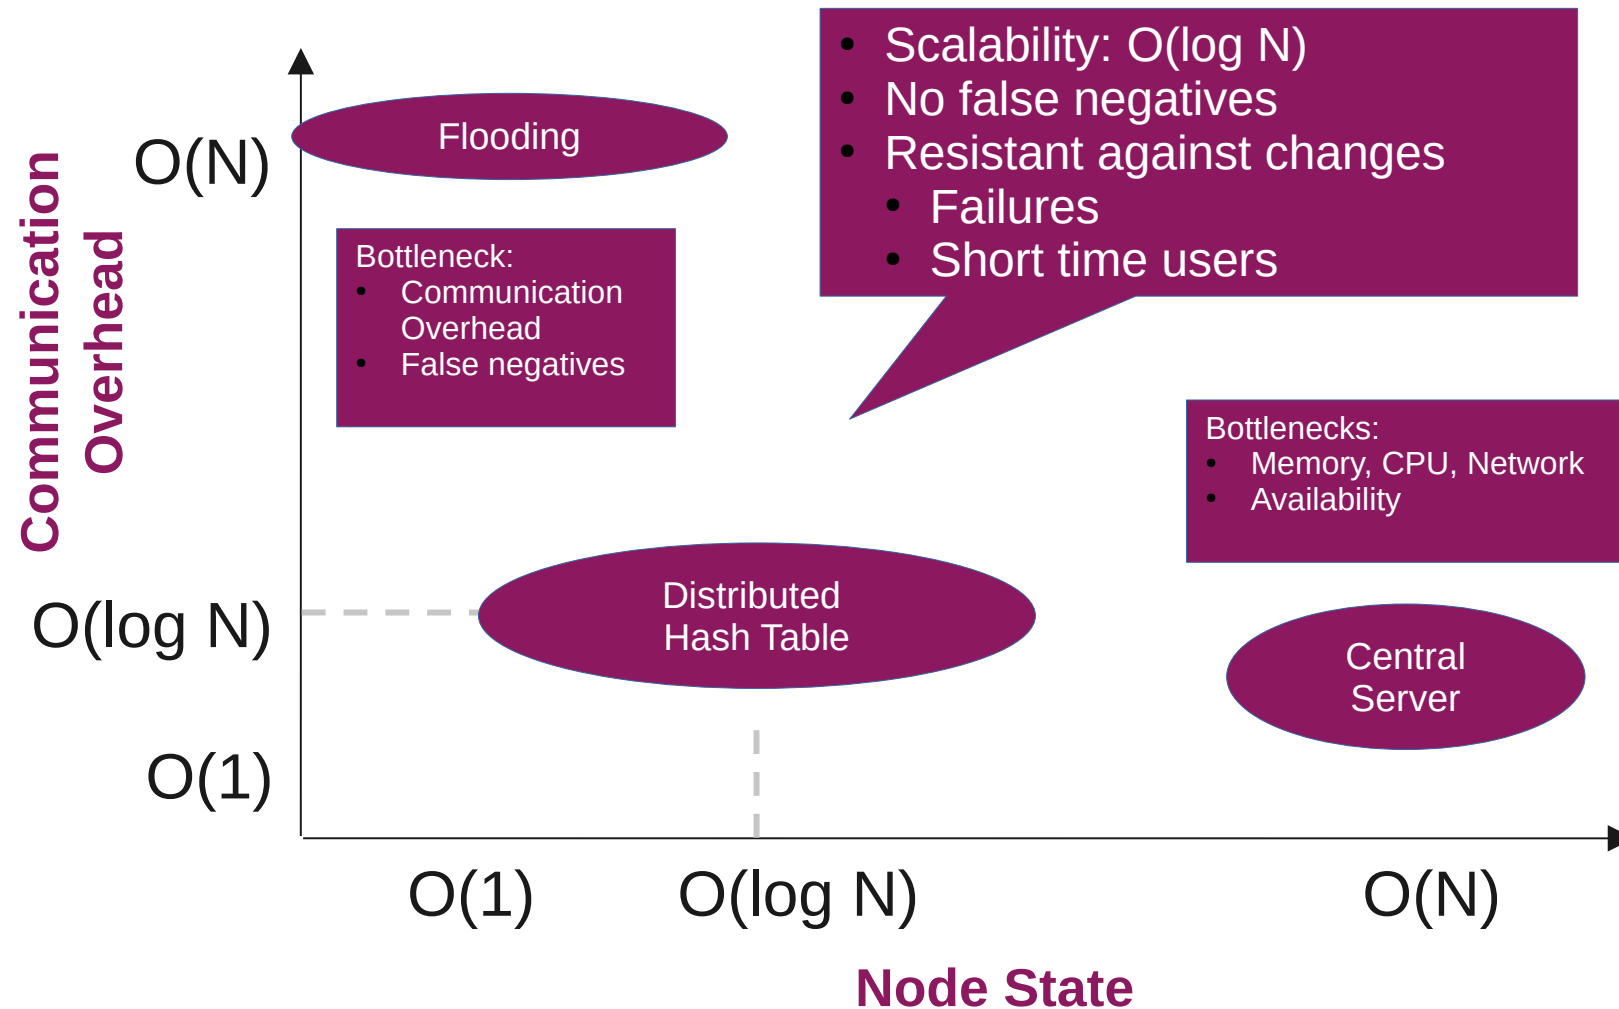 Communication
Overhead
O(N)
Flooding
Bottleneck:
• Communication
Overhead
• False negatives
• Scalability: O(log N)
• No false negatives
• Resistant against changes
• Failures
• Short time users
Bottlenecks:
• Memory, CPU, Network
• Availability
O(log N)
Distributed
Hash Table
Central
Server
O(1)
O(1)
O(log N)
O(N)
Node State